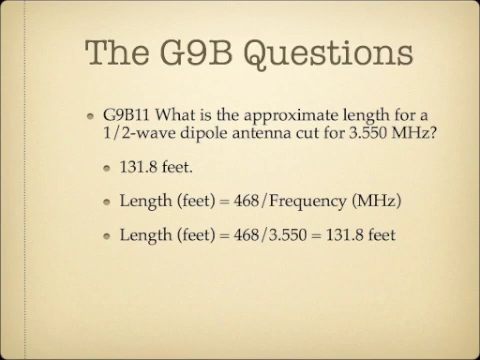 The G9B Questions
G9B11 What is the approximate length for a
1/2-wave dipole antenna cut for 3.550 MHz?
131.8 feet.
Length (feet) = 468/Frequency (MHz)
Length (feet) = 468/3.550 = 131.8 feet